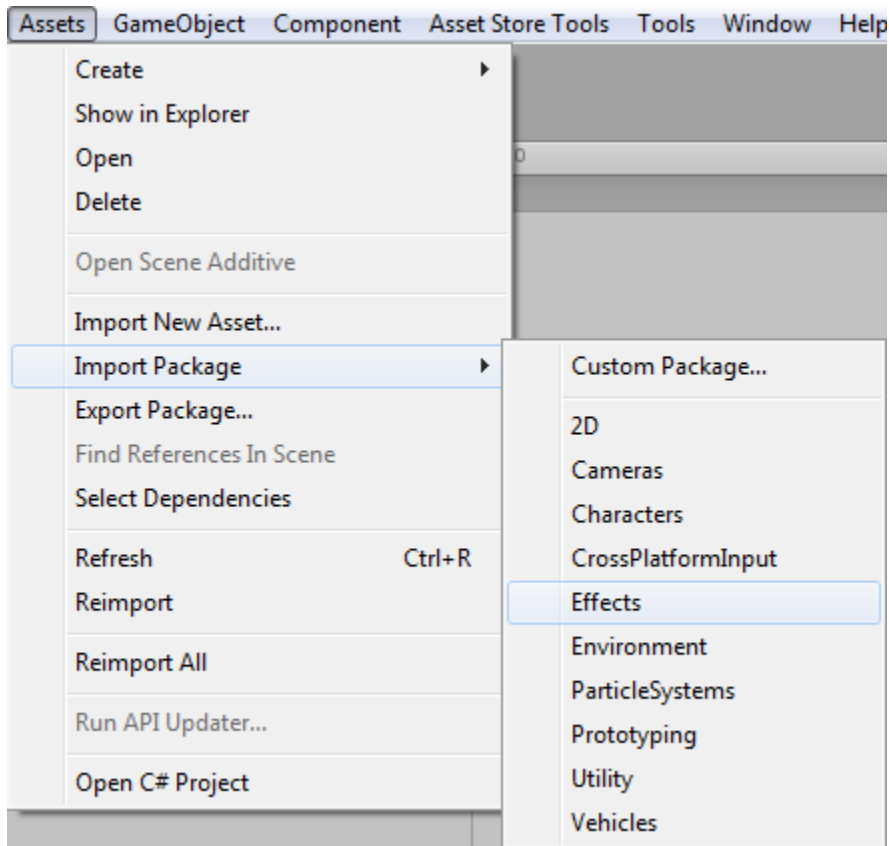 Assets GameObject Component Asset Store Tools Tools Window Help
Create
Show in Explorer
Open
0
Delete
Open Scene Additive
Import New Asset...
Import Package
Export Package...
Find References In Scene
Select Dependencies
Refresh Ctrl+R
Reimport
Reimport All
Run API Updater...
Open C# Project
Custom Package...
2D
Cameras
Characters
CrossPlatformInput
Effects
Environment
ParticleSystems
Prototyping
Utility
Vehicles